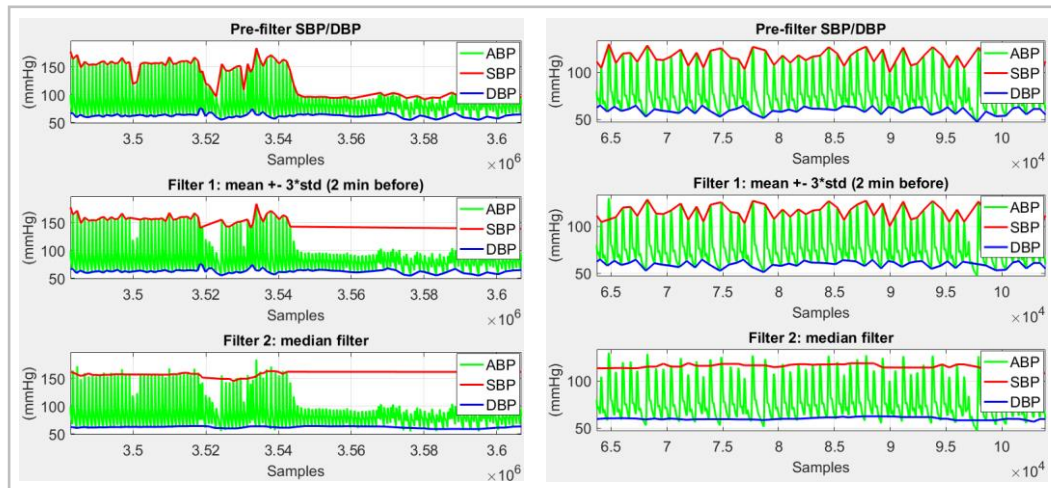 Pre-filter SBP/DBP
(mmHg)
150
100
50
ABP
SBP
DBP
3.5 3.52 3.54 3.56 3.58 3.6
Samples
×10^6
Filter 1: mean +- 3*std (2 min before)
(mmHg)
150
100
50
ABP
SBP
DBP
3.5 3.52 3.54 3.56 3.58 3.6
Samples
×10^6
Filter 2: median filter
(mmHg)
150
100
50
ABP
SBP
DBP
3.5 3.52 3.54 3.56 3.58 3.6
Samples
×10^6
Pre-filter SBP/DBP
(mmHg)
100
50
ABP
SBP
DBP
6.5 7 7.5 8 8.5 9 9.5 10
Samples
×10^4
Filter 1: mean +- 3*std (2 min before)
(mmHg)
100
50
ABP
SBP
DBP
6.5 7 7.5 8 8.5 9 9.5 10
Samples
×10^4
Filter 2: median filter
(mmHg)
100
50
ABP
SBP
DBP
6.5 7 7.5 8 8.5 9 9.5 10
Samples
×10^4